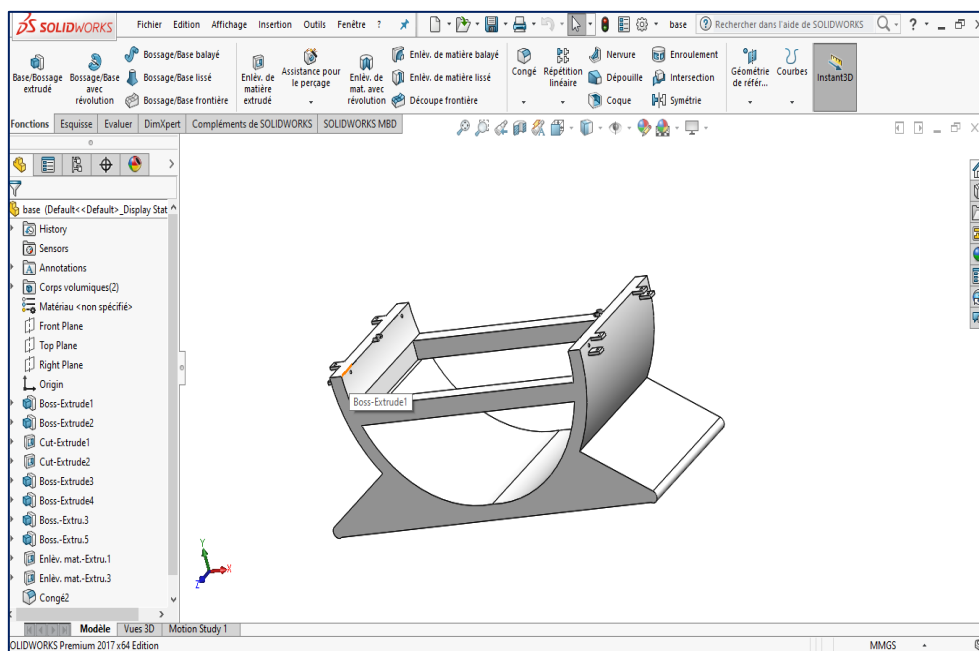 SOLIDWORKS Fichier Edition Affichage Insertion Outils Fenêtre ? base Rechercher dans l'aide de SOLIDWORKS ?
Base/Bossage extrudé
Bossage/Base avec révolution
Bossage/Base balayé
Bossage/Base lissé
Bossage/Base frontière
Enlèv. de matière extrudé
Assistance pour le perçage
Enlèv. de mat. avec révolution
Enlèv. de matière balayé
Enlèv. de matière lissé
Découpe frontière
Congé
Répétition linéaire
Nervure
Dépouille
Coque
Enroulement
Intersection
Symétrie
Géométrie de référ...
Courbes
Instant3D
Fonctions Esquisse Evaluer DimXpert Compléments de SOLIDWORKS SOLIDWORKS MBD
base (Default<<Default>_Display Stat
History
Sensors
Annotations
Corps volumiques(2)
Matériau <non spécifié>
Front Plane
Top Plane
Right Plane
Origin
Boss-Extrude1
Boss-Extrude2
Cut-Extrude1
Cut-Extrude2
Boss-Extrude3
Boss-Extrude4
Boss.-Extru.3
Boss.-Extru.5
Enlèv. mat.-Extru.1
Enlèv. mat.-Extru.3
Congé2
Boss-Extrude1
Y
X
Z
Modèle Vues 3D Motion Study 1
OLIDWORKS Premium 2017 x64 Edition MMGS